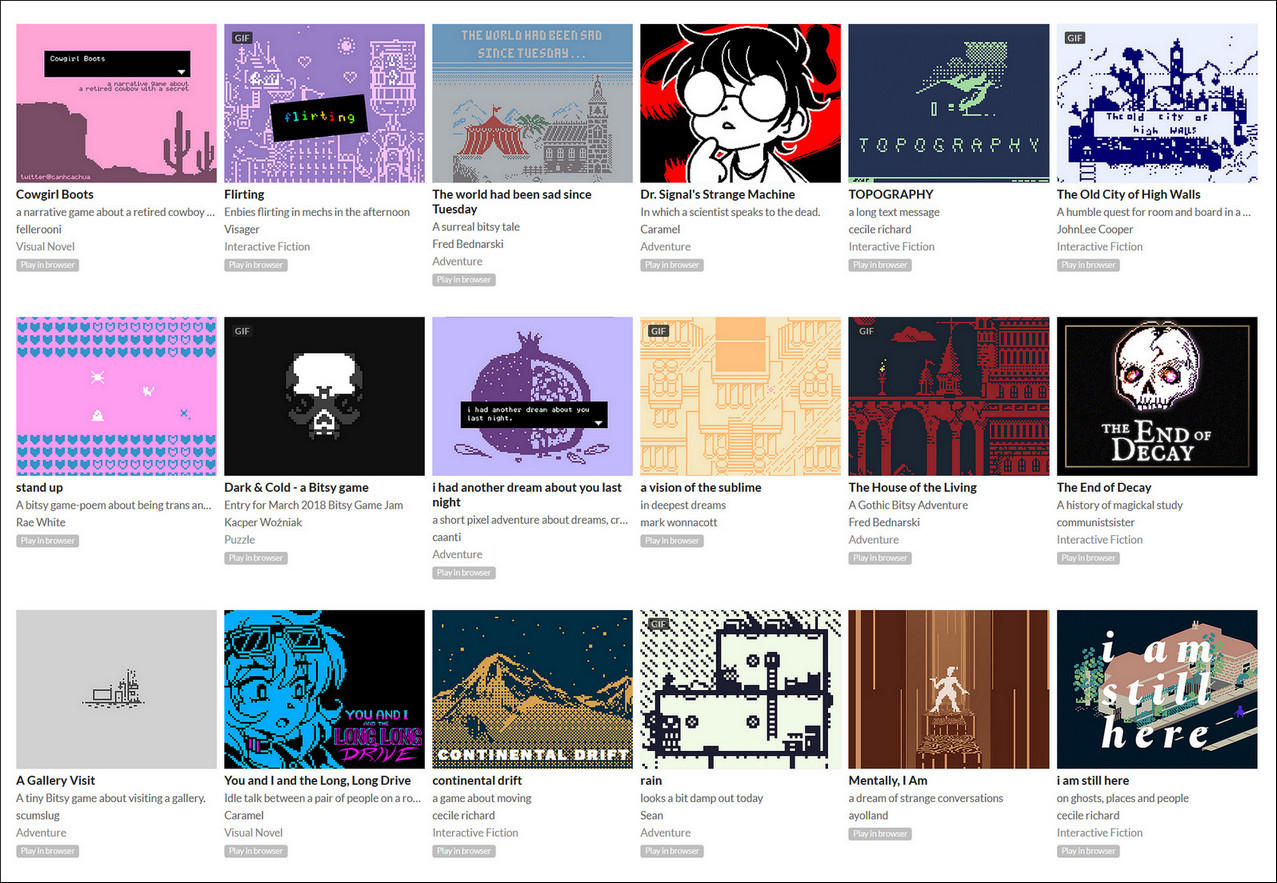 Cowgirl Boots
a narrative game about
a retired cowboy with a secret
twitter@canhcachua
Cowgirl Boots
a narrative game about a retired cowboy ...
fellerooni
Visual Novel
Play in browser
GIF
flirting
Flirting
Enbies flirting in mechs in the afternoon
Visager
Interactive Fiction
Play in browser
THE WORLD HAD BEEN SAD
SINCE TUESDAY...
The world had been sad since
Tuesday
A surreal bitsy tale
Fred Bednarski
Adventure
Play in browser
Dr. Signal's Strange Machine
In which a scientist speaks to the dead.
Caramel
Adventure
Play in browser
TOPOGRAPHY
TOPOGRAPHY
a long text message
cecile richard
Interactive Fiction
Play in browser
GIF
The old city of
high walls
The Old City of High Walls
A humble quest for room and board in a ...
JohnLee Cooper
Interactive Fiction
Play in browser
stand up
A bitsy game-poem about being trans an...
Rae White
Play in browser
GIF
Dark & Cold - a Bitsy game
Entry for March 2018 Bitsy Game Jam
Kacper Woźniak
Puzzle
Play in browser
i had another dream about you
last night.
i had another dream about you last
night
a short pixel adventure about dreams, cr...
caanti
Adventure
Play in browser
GIF
a vision of the sublime
in deepest dreams
mark wonnacott
Play in browser
GIF
The House of the Living
A Gothic Bitsy Adventure
Fred Bednarski
Adventure
Play in browser
THE END OF
DECAY
The End of Decay
A history of magickal study
communistsister
Interactive Fiction
Play in browser
A Gallery Visit
A tiny Bitsy game about visiting a gallery.
scumslug
Adventure
Play in browser
YOU AND I
AND THE
LONG LONG
DRIVE
You and I and the Long, Long Drive
Idle talk between a pair of people on a ro...
Caramel
Visual Novel
Play in browser
CONTINENTAL DRIFT
continental drift
a game about moving
cecile richard
Interactive Fiction
Play in browser
GIF
rain
looks a bit damp out today
Sean
Adventure
Play in browser
Mentally, I Am
a dream of strange conversations
ayolland
Play in browser
i am
still
here
i am still here
on ghosts, places and people
cecile richard
Interactive Fiction
Play in browser